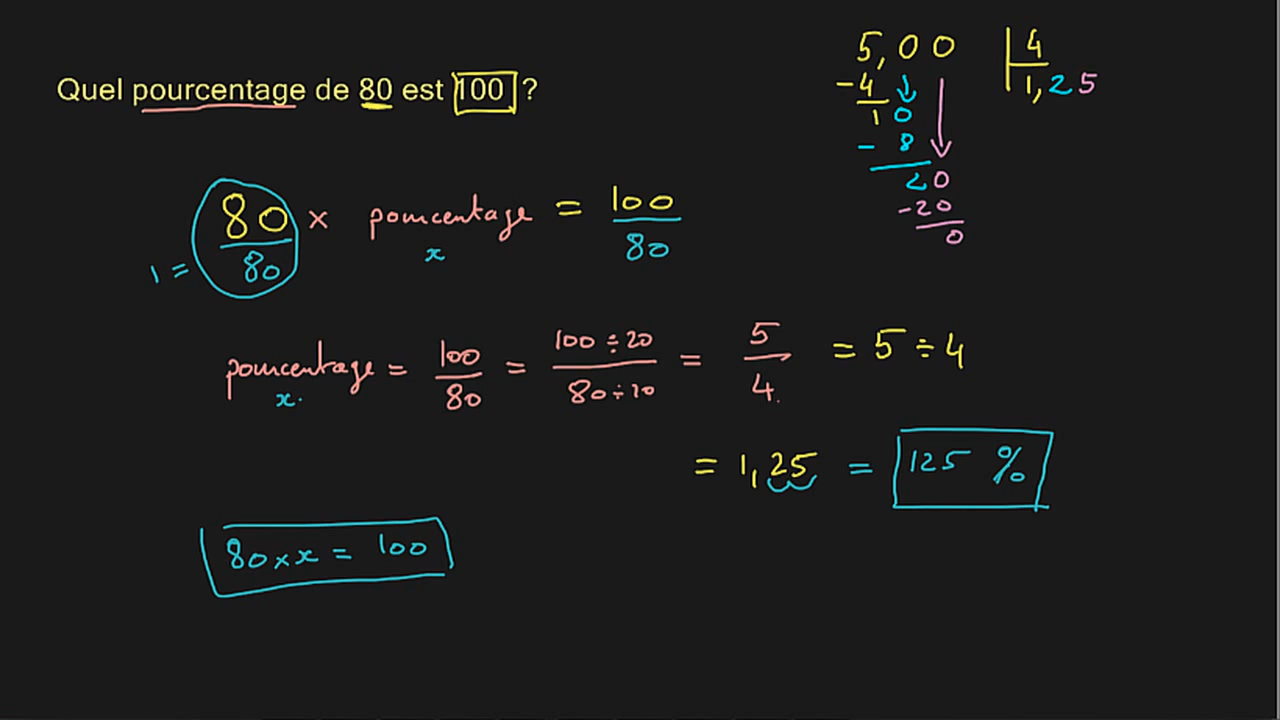 Quel pourcentage de 80 est 100 ?
5,00 | 4
-4 1,25
10
- 8
20
-20
0
80 × pourcentage = 100
1 = 80 x 80
pourcentage = 100 = 100 ÷ 20 = 5 = 5 ÷ 4
x. 80 80 ÷ 20 4
= 1,25 = 125 %
80 × x = 100